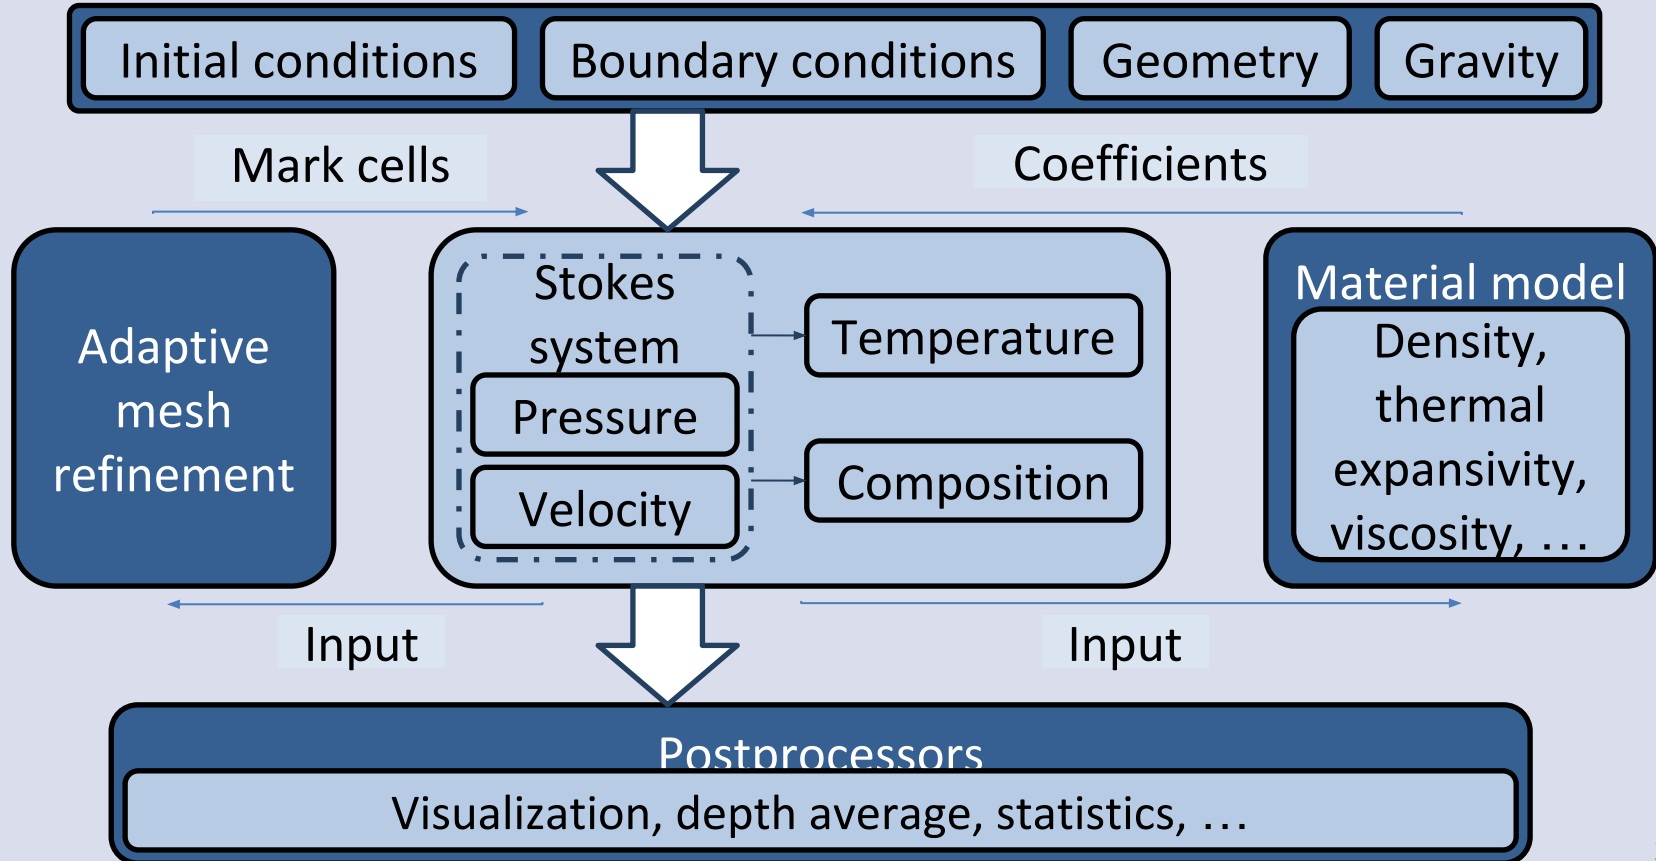 Initial conditions
Boundary conditions
Geometry
Gravity
Mark cells
Coefficients
Adaptive
mesh
refinement
Stokes
system
Pressure
Velocity
Temperature
Composition
Material model
Density,
thermal
expansivity,
viscosity, …
Input
Input
Postprocessors
Visualization, depth average, statistics, …